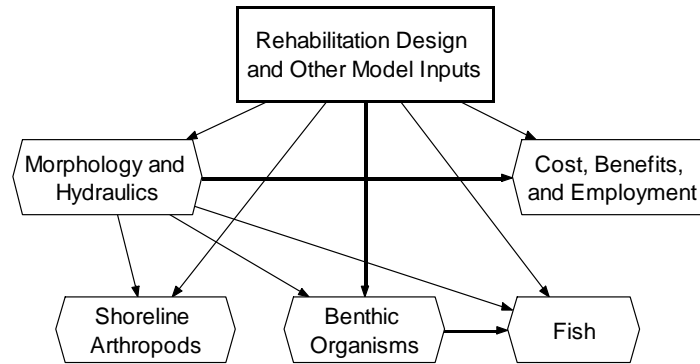 Rehabilitation Design
and Other Model Inputs
Morphology and
Hydraulics
Cost, Benefits,
and Employment
Shoreline
Arthropods
Benthic
Organisms
Fish